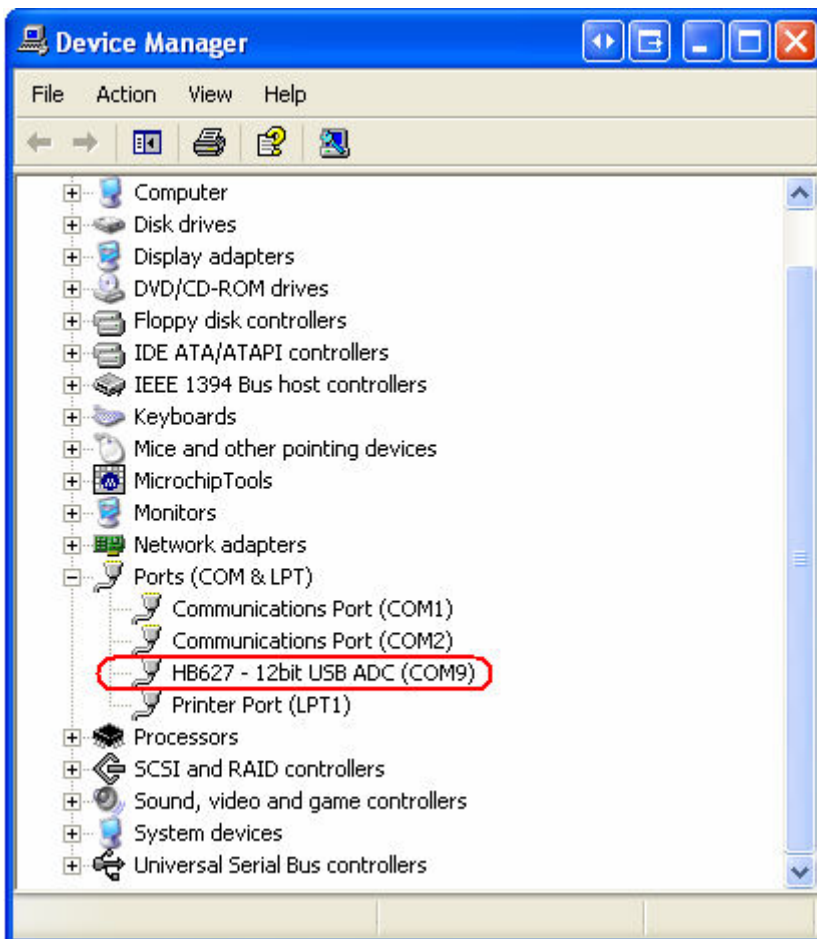 Device Manager
File Action View Help
Computer
Disk drives
Display adapters
DVD/CD-ROM drives
Floppy disk controllers
IDE ATA/ATAPI controllers
IEEE 1394 Bus host controllers
Keyboards
Mice and other pointing devices
MicrochipTools
Monitors
Network adapters
Ports (COM & LPT)
Communications Port (COM1)
Communications Port (COM2)
HB627 - 12bit USB ADC (COM9)
Printer Port (LPT1)
Processors
SCSI and RAID controllers
Sound, video and game controllers
System devices
Universal Serial Bus controllers